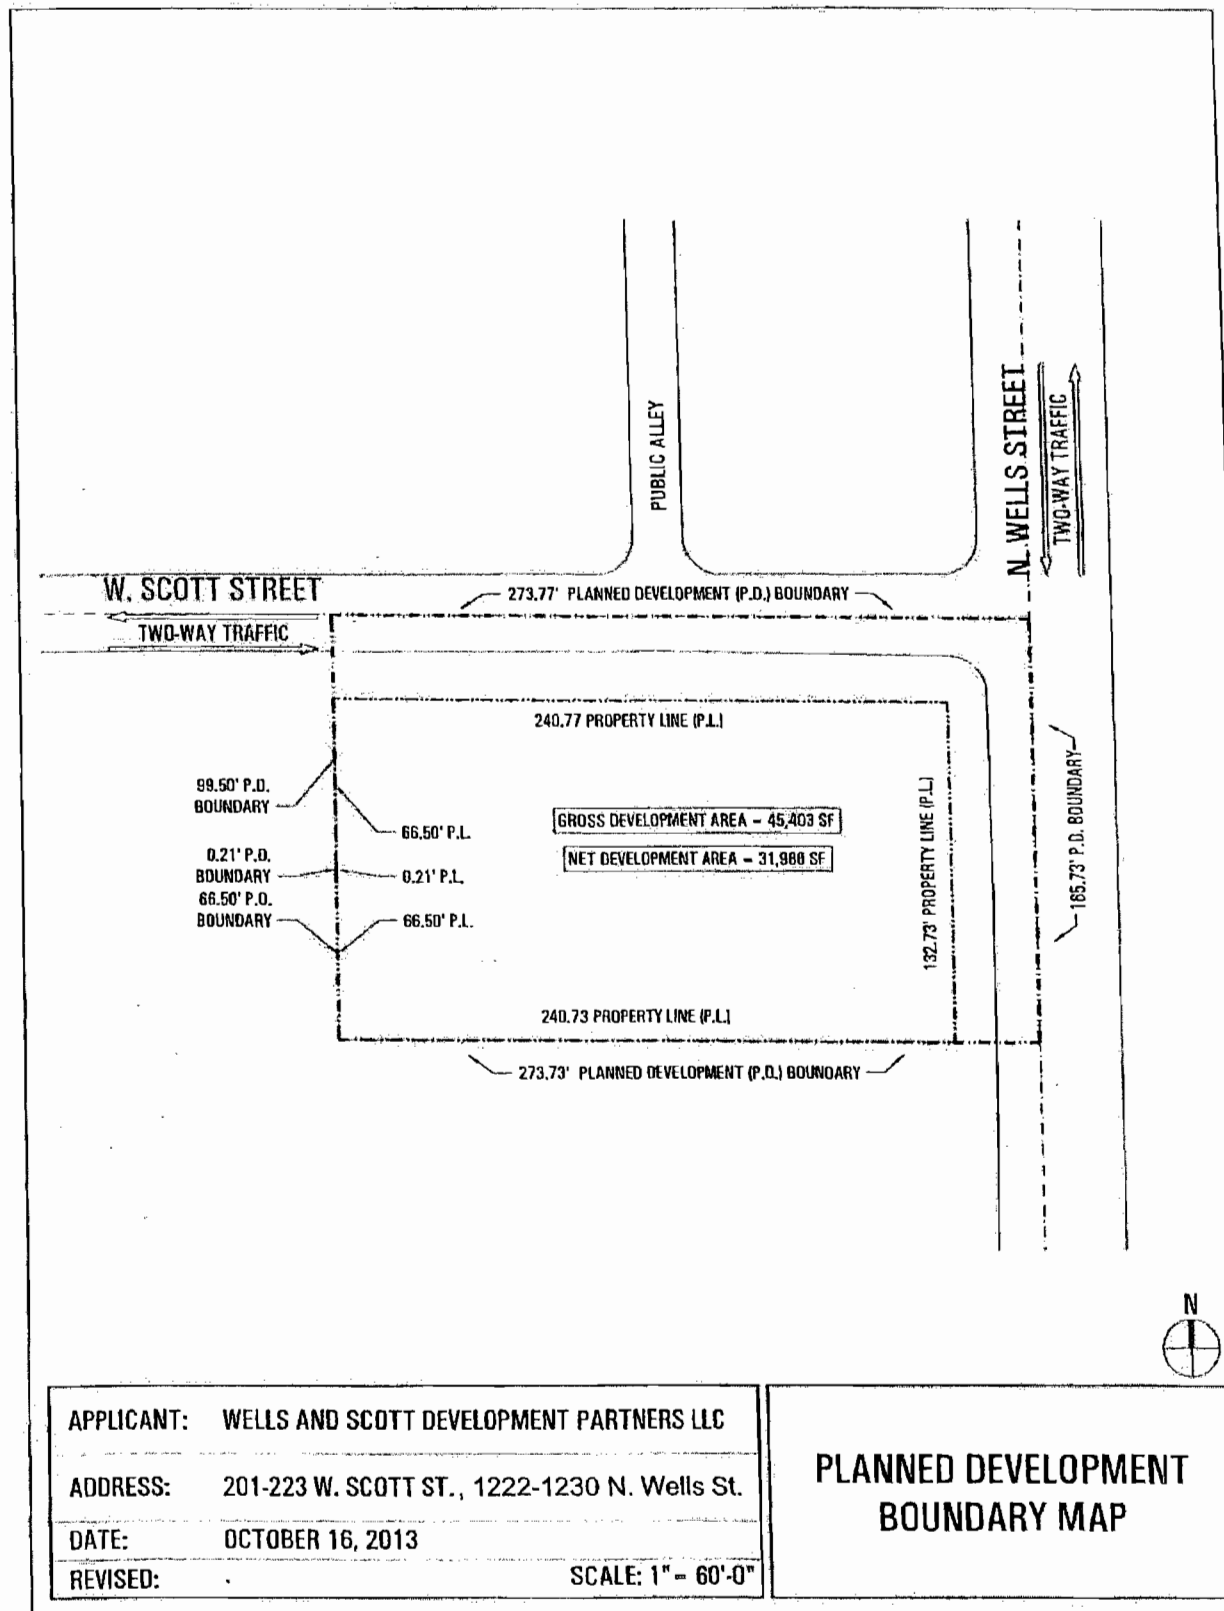 PUBLIC ALLEY
N. WELLS STREET
TWO-WAY TRAFFIC
W. SCOTT STREET
TWO-WAY TRAFFIC
273.77' PLANNED DEVELOPMENT (P.D.) BOUNDARY
240.77 PROPERTY LINE (P.L.)
99.50' P.D.
BOUNDARY
66.50' P.L.
0.21' P.D.
BOUNDARY
0.21' P.L.
66.50' P.D.
BOUNDARY
66.50' P.L.
GROSS DEVELOPMENT AREA - 45,403 SF
NET DEVELOPMENT AREA - 31,988 SF
132.73' PROPERTY LINE (P.L.)
165.73' P.D. BOUNDARY
240.73 PROPERTY LINE (P.L.)
273.73' PLANNED DEVELOPMENT (P.D.) BOUNDARY
N
APPLICANT: WELLS AND SCOTT DEVELOPMENT PARTNERS LLC
ADDRESS: 201-223 W. SCOTT ST., 1222-1230 N. Wells St.
DATE: OCTOBER 16, 2013
REVISED: SCALE: 1" = 60'-0"
PLANNED DEVELOPMENT
BOUNDARY MAP